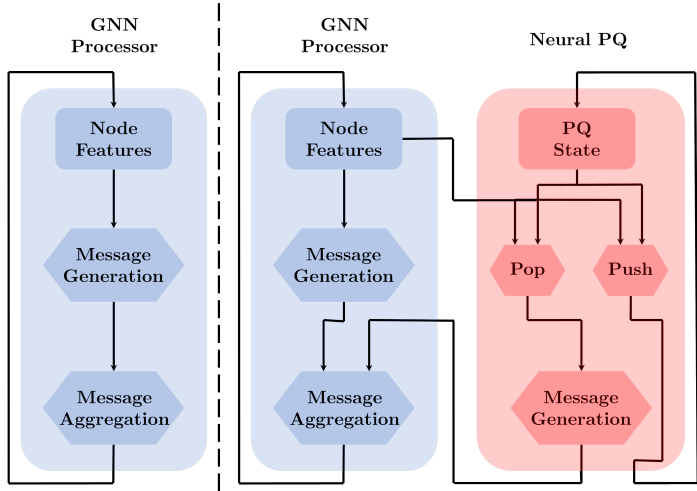 GNN
Processor
Node
Features
Message
Generation
Message
Aggregation
GNN
Processor
Node
Features
Message
Generation
Message
Aggregation
Neural PQ
PQ
State
Pop
Push
Message
Generation